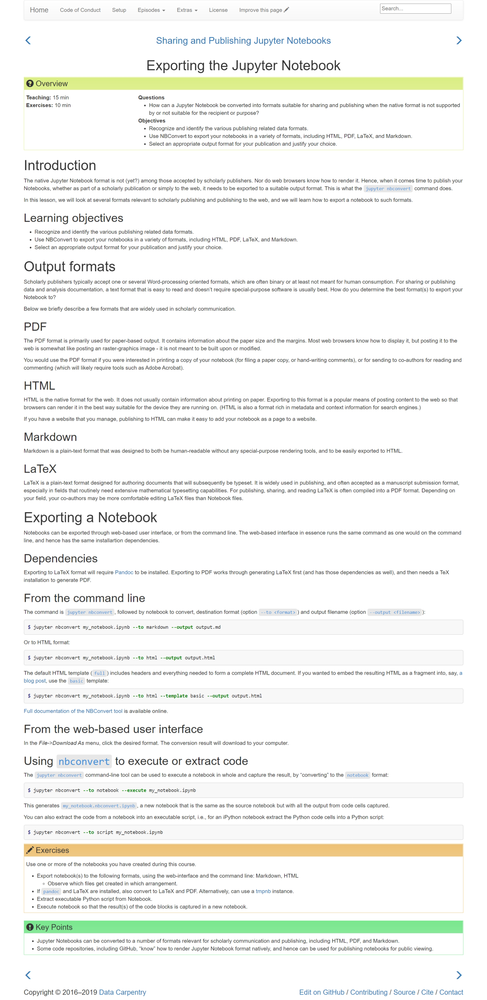 Home Code of Conduct Setup Episodes Extras License Improve this page Search...
Sharing and Publishing Jupyter Notebooks
Exporting the Jupyter Notebook
Overview
Teaching: 15 min
Exercises: 10 min
Questions
How can a Jupyter Notebook be converted into formats suitable for sharing and publishing when the native format is not supported
by or not suitable for the recipient or purpose?
Objectives
Recognize and identify the various publishing related data formats.
Use NBConvert to export your notebooks in a variety of formats, including HTML, PDF, LaTeX, and Markdown.
Select an appropriate output format for your publication and justify your choice.
Introduction
The native Jupyter Notebook format is not (yet?) among those accepted by scholarly publishers. Nor do web browsers know how to render it. Hence, when it comes time to publish your
Notebooks, whether as part of a scholarly publication or simply to the web, it needs to be exported to a suitable output format. This is what the jupyter nbconvert command does.
In this lesson, we will look at several formats relevant to scholarly publishing and publishing to the web, and we will learn how to export a notebook to such formats.
Learning objectives
Recognize and identify the various publishing related data formats.
Use NBConvert to export your notebooks in a variety of formats, including HTML, PDF, LaTeX, and Markdown.
Select an appropriate output format for your publication and justify your choice.
Output formats
Scholarly publishers typically accept one or several Word-processing oriented formats, which are often binary or at least not meant for human consumption. For sharing or publishing
data and analysis documentation, a text format that is easy to read and doesn't require special-purpose software is usually best. How do you determine the best format(s) to export your
Notebook to?
Below we briefly describe a few formats that are widely used in scholarly communication.
PDF
The PDF format is primarily used for paper-based output. It contains information about the paper size and the margins. Most web browsers know how to display it, but posting it to the
web is somewhat like posting an raster-graphics image - it is not meant to be built upon or modified.
You would use the PDF format if you were interested in printing a copy of your notebook (for filing a paper copy, or hand-writing comments), or for sending to co-authors for reading and
commenting (which will likely require tools such as Adobe Acrobat).
HTML
HTML is the native format for the web. It does not usually contain information about printing on paper. Exporting to this format is a popular means of posting content to the web so that
browsers can render it in the best way suitable for the device they are running on. (HTML is also a format rich in metadata and context information for search engines.)
If you have a website that you manage, publishing to HTML can make it easy to add your notebook as a page to a website.
Markdown
Markdown is a plain-text format that was designed to both be human-readable without any special-purpose rendering tools, and to be easily exported to HTML.
LaTeX
LaTeX is a plain-text format designed for authoring documents that will subsequently be typeset. It is widely used in publishing, and often accepted as a manuscript submission format,
especially in fields that routinely need extensive mathematical typesetting capabilities. For publishing, sharing, and reading LaTeX is often compiled into a PDF format. Depending on
your field, your co-authors may be more comfortable editing LaTeX files than Notebook files.
Exporting a Notebook
Notebooks can be exported through web-based user interface, or from the command line. The web-based interface in essence runs the same command as one would on the command
line, and hence has the same installartion dependencies.
Dependencies
Exporting to LaTeX format will require Pandoc to be installed. Exporting to PDF works through generating LaTeX first (and has those dependencies as well), and then needs a TeX
installation to generate PDF.
From the command line
The command is jupyter nbconvert, followed by notebook to convert, destination format (option --to <format>) and output filename (option --output <filename>):
$ jupyter nbconvert my_notebook.ipynb --to markdown --output output.md
Or to HTML format:
$ jupyter nbconvert my_notebook.ipynb --to html --output output.html
The default HTML template (full) includes headers and everything needed to form a complete HTML document. If you wanted to embed the resulting HTML as a fragment into, say, a
blog post, use the basic template:
$ jupyter nbconvert my_notebook.ipynb --to html --template basic --output output.html
Full documentation of the NBConvert tool is available online.
From the web-based user interface
In the File->Download As menu, click the desired format. The conversion result will download to your computer.
Using nbconvert to execute or extract code
The jupyter nbconvert command-line tool can be used to execute a notebook in whole and capture the result, by “converting” to the notebook format:
$ jupyter nbconvert --to notebook --execute my_notebook.ipynb
This generates my_notebook.nbconvert.ipynb, a new notebook that is the same as the source notebook but with all the output from code cells captured.
You can also extract the code from a notebook into an executable script, i.e., for an iPython notebook extract the Python code cells into a Python script:
$ jupyter nbconvert --to script my_notebook.ipynb
Exercises
Use one or more of the notebooks you have created during this course.
Export notebook(s) to the following formats, using the web-interface and the command line: Markdown, HTML
Observe which files get created in which arrangement.
If pandoc and LaTeX are installed, also convert to LaTeX and PDF. Alternatively, can use a tmpnb instance.
Extract executable Python script from Notebook.
Execute notebook so that the result(s) of the code blocks is captured in a new notebook.
Key Points
Jupyter Notebooks can be converted to a number of formats relevant for scholarly communication and publishing, including HTML, PDF, and Markdown.
Some code repositories, including GitHub, “know” how to render Jupyter Notebook format natively, and hence can be used for publishing notebooks for public viewing.
Copyright © 2016–2019 Data Carpentry Edit on GitHub / Contributing / Source / Cite / Contact